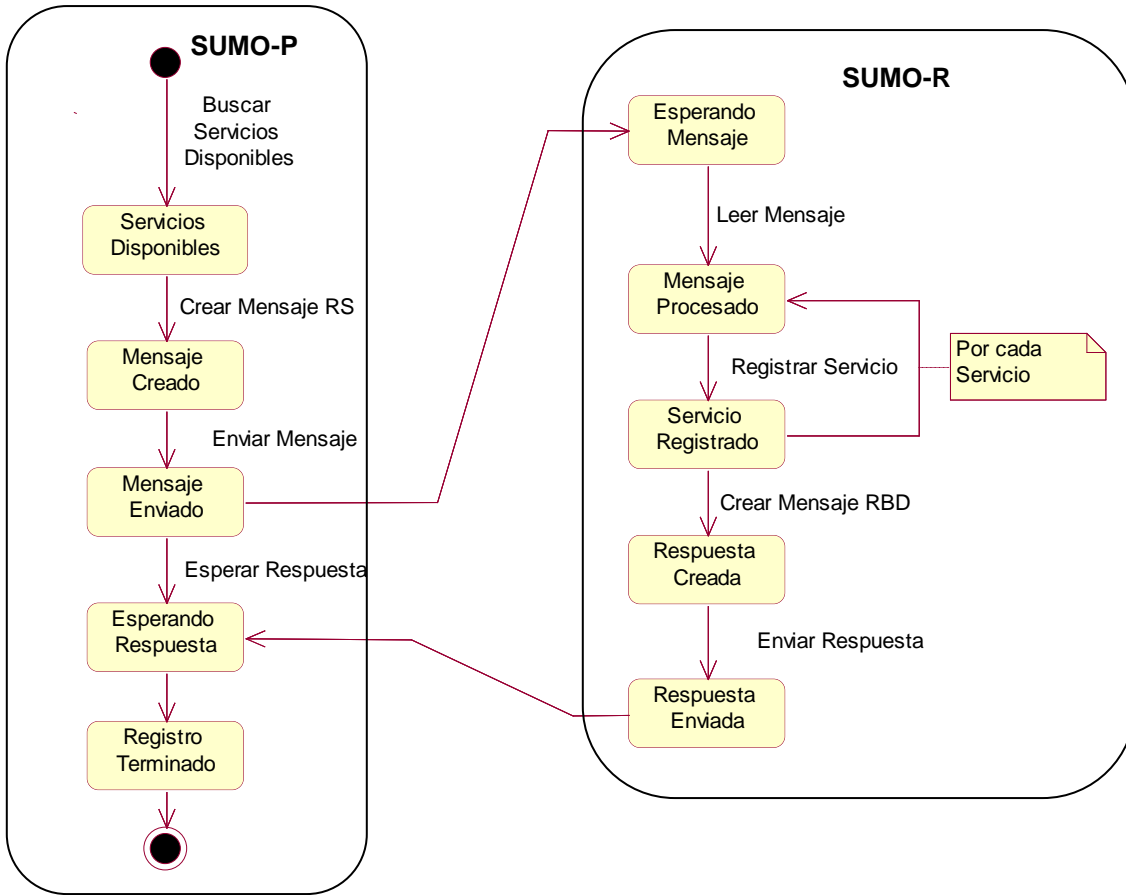 SUMO-P
Buscar
Servicios
Disponibles
Servicios
Disponibles
Crear Mensaje RS
Mensaje
Creado
Enviar Mensaje
Mensaje
Enviado
Esperar Respuesta
Esperando
Respuesta
Registro
Terminado
SUMO-R
Esperando
Mensaje
Leer Mensaje
Mensaje
Procesado
Registrar Servicio
Por cada
Servicio
Servicio
Registrado
Crear Mensaje RBD
Respuesta
Creada
Enviar Respuesta
Respuesta
Enviada